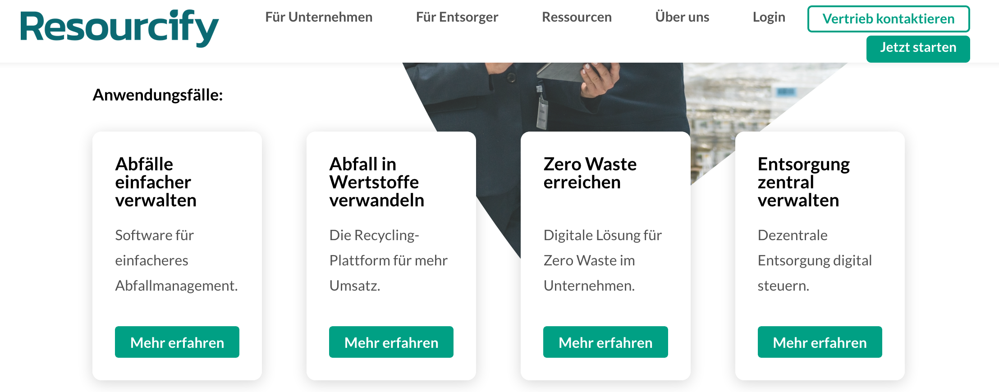 Resourcify
Für Unternehmen
Für Entsorger
Ressourcen
Über uns
Login
Vertrieb kontaktieren
Jetzt starten
Anwendungsfälle:
Abfälle
einfacher
verwalten
Software für
einfacheres
Abfallmanagement.
Mehr erfahren
Abfall in
Wertstoffe
verwandeln
Die Recycling-
Plattform für mehr
Umsatz.
Mehr erfahren
Zero Waste
erreichen
Digitale Lösung für
Zero Waste im
Unternehmen.
Mehr erfahren
Entsorgung
zentral
verwalten
Dezentrale
Entsorgung digital
steuern.
Mehr erfahren